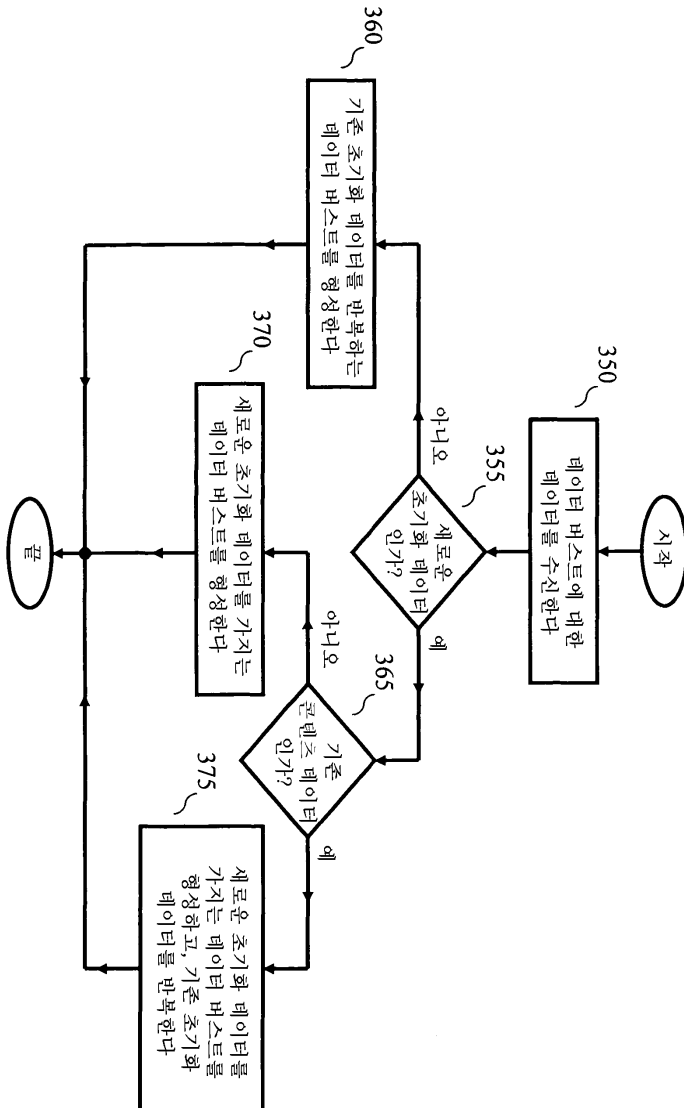 시작
350
데이터 버스트에 대한
데이터를 수신한다
355
새로운
초기화 데이터
인가?
아니오
예
360
기존 초기화 데이터를 반복하는
데이터 버스트를 형성한다
365
기존
콘텐츠 데이터
인가?
아니오
예
370
새로운 초기화 데이터를 가지는
데이터 버스트를 형성한다
375
새로운 초기화 데이터를
가지는 데이터 버스트를
형성하고, 기존 초기화
데이터를 반복한다
끝